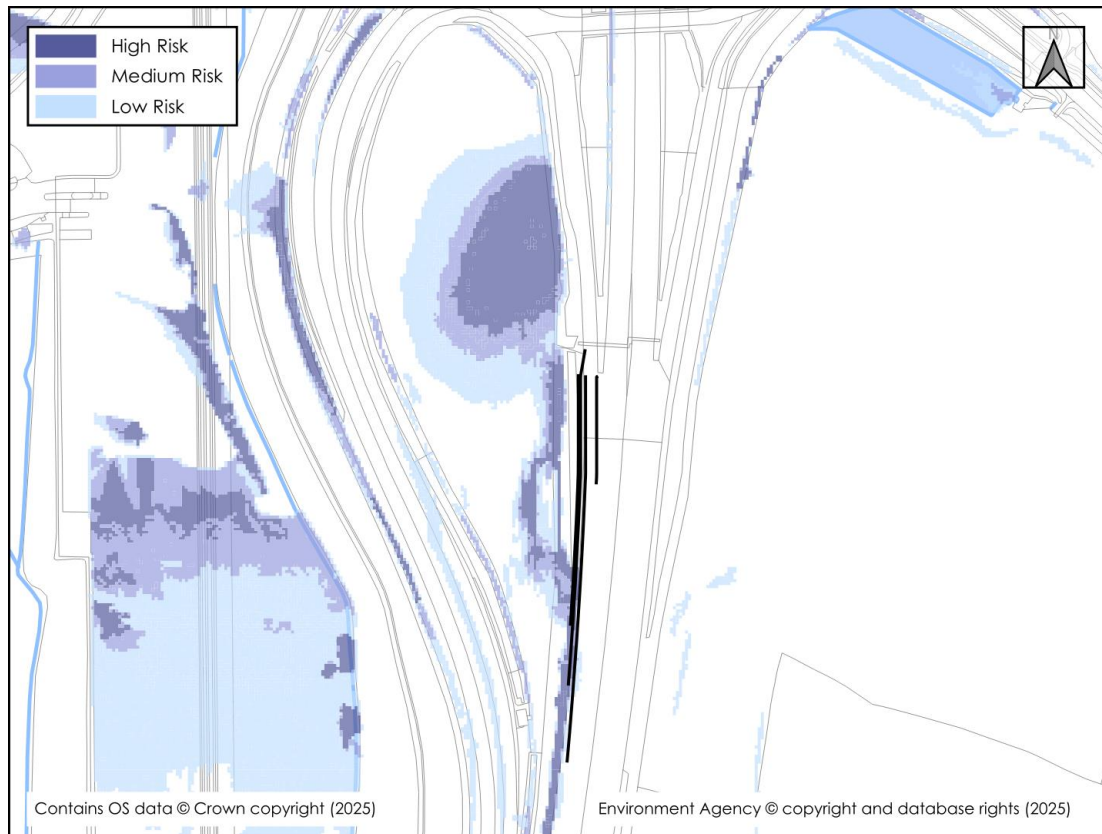 High Risk
Medium Risk
Low Risk
Contains OS data © Crown copyright (2025)
Environment Agency © copyright and database rights (2025)